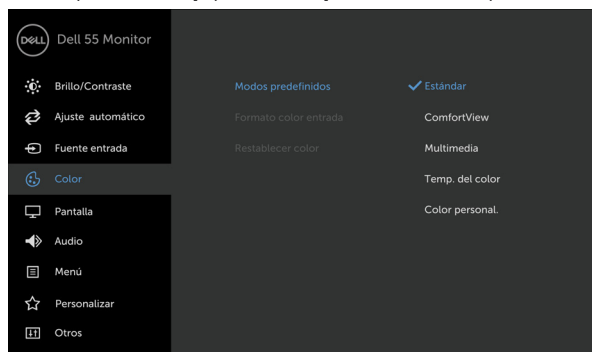 DELL
Dell 55 Monitor
Brillo/Contraste
Ajuste automático
Fuente entrada
Color
Pantalla
Audio
Menú
Personalizar
Otros
Modos predefinidos
Formato color entrada
Restablecer color
Estándar
ComfortView
Multimedia
Temp. del color
Color personal.